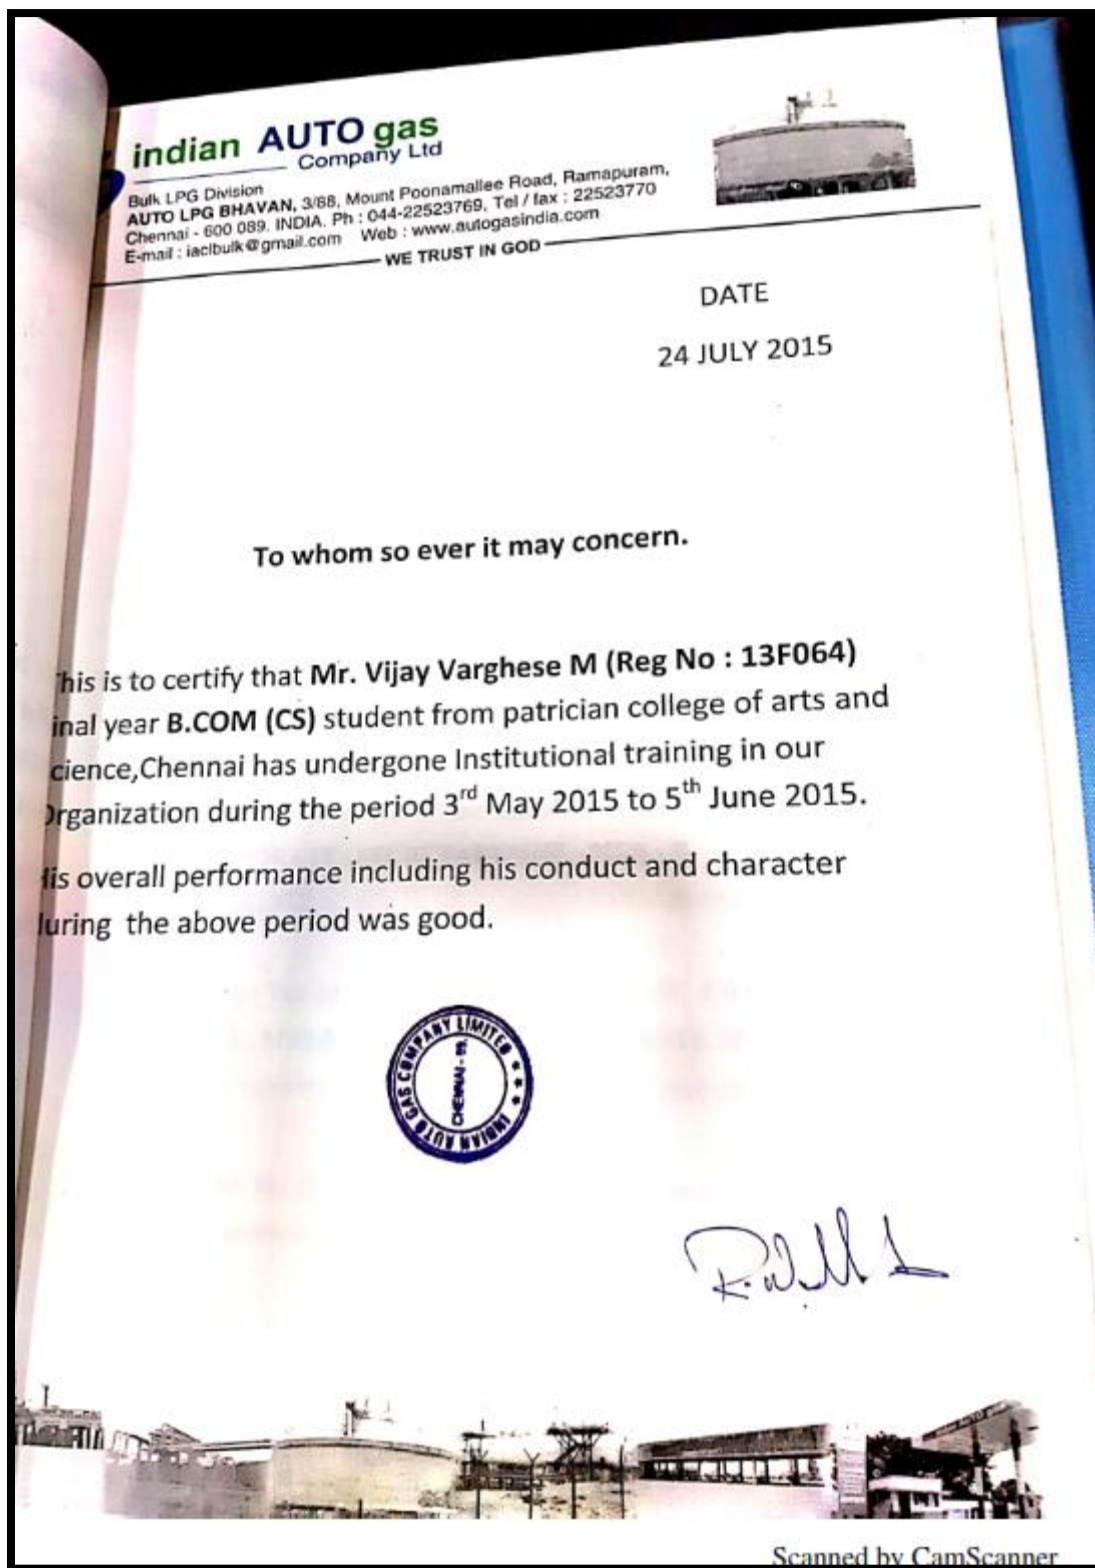 indian AUTO gas
Company Ltd
Bulk LPG Division
AUTO LPG BHAVAN, 3/88, Mount Poonamallee Road, Ramapuram,
Chennai - 600 089. INDIA. Ph : 044-22523769, Tel / fax : 22523770
E-mail : iaclbulk@gmail.com Web : www.autogasindia.com
WE TRUST IN GOD
DATE
24 JULY 2015
To whom so ever it may concern.
his is to certify that Mr. Vijay Varghese M (Reg No : 13F064)
inal year B.COM (CS) student from patrician college of arts and
cience,Chennai has undergone Institutional training in our
Organization during the period 3rd May 2015 to 5th June 2015.
His overall performance including his conduct and character
during the above period was good.
INDIAN AUTO GAS COMPANY LIMITED ***
CHENNAI - 89.
Scanned by CamScanner